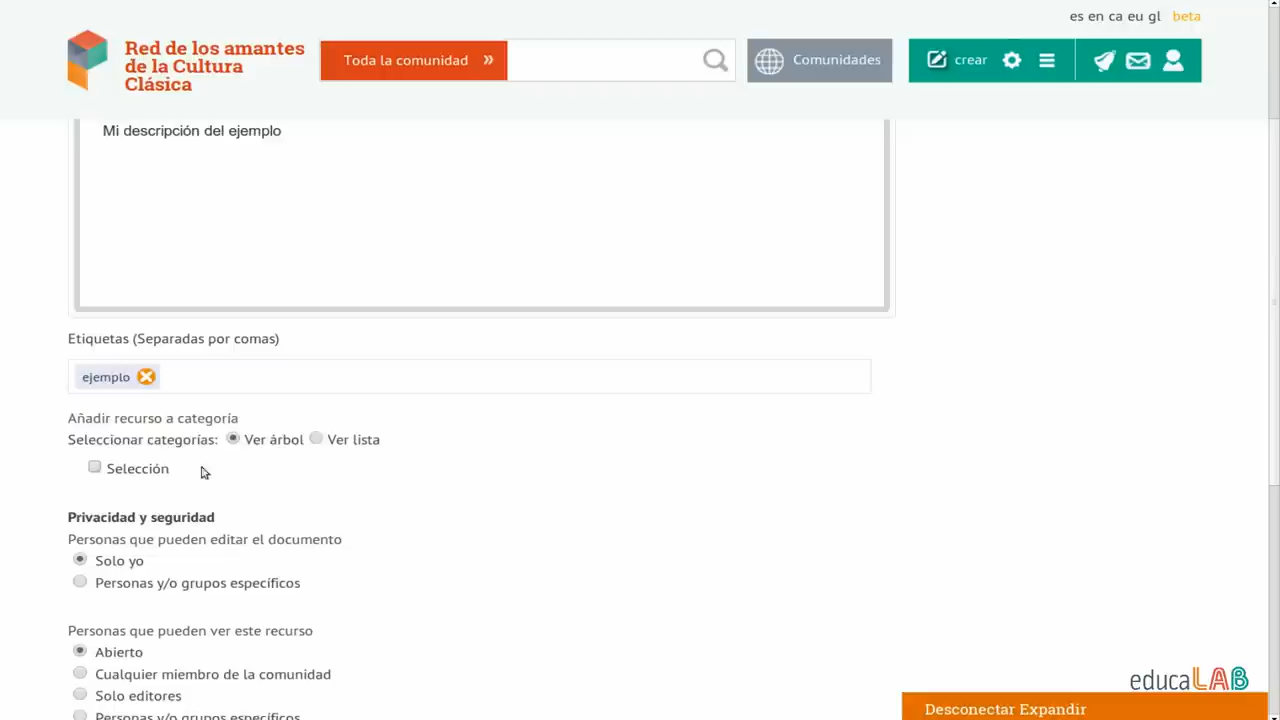 es en ca eu gl beta
Red de los amantes
de la Cultura
Clásica
Toda la comunidad »
Comunidades
crear
Mi descripción del ejemplo
Etiquetas (Separadas por comas)
ejemplo
Añadir recurso a categoría
Seleccionar categorías: Ver árbol Ver lista
Selección
Privacidad y seguridad
Personas que pueden editar el documento
Solo yo
Personas y/o grupos específicos
Personas que pueden ver este recurso
Abierto
Cualquier miembro de la comunidad
Solo editores
Personas y/o grupos específicos
educaLAB
Desconectar Expandir